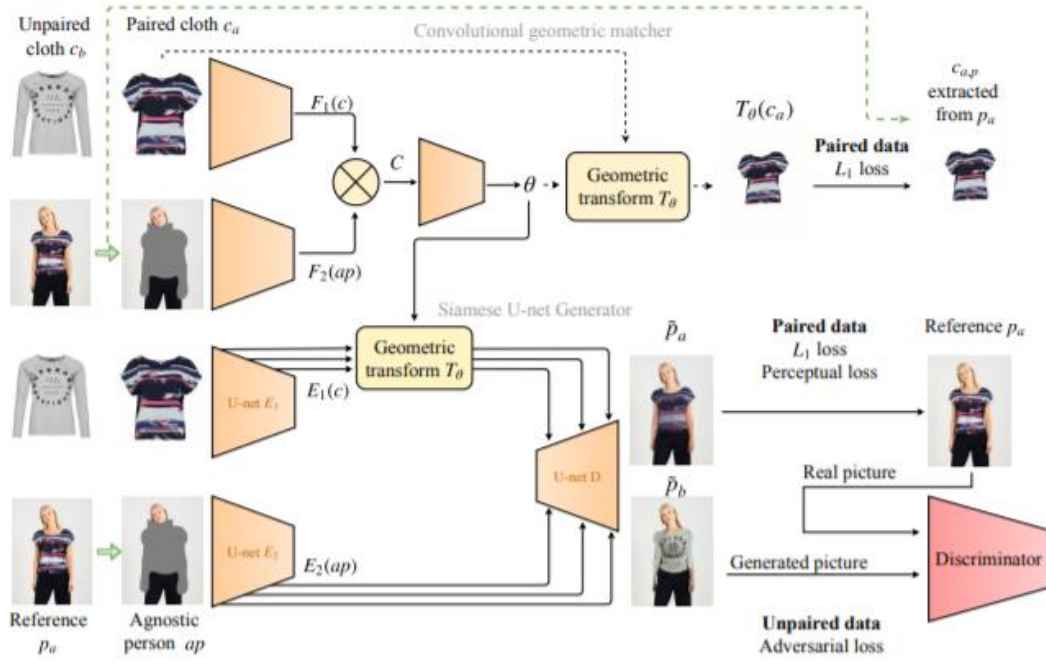 Unpaired
cloth c_b
Paired cloth c_a
Convolutional geometric matcher
F_1(c)
C
θ
F_2(ap)
Geometric
transform T_θ
T_θ(c_a)
Paired data
L_1 loss
c_{a,p}
extracted
from p_a
Siamese U-net Generator
U-net E_1
E_1(c)
Geometric
transform T_θ
U-net D
U-net E_2
E_2(ap)
p̃_a
Paired data
L_1 loss
Perceptual loss
Reference p_a
Real picture
p̃_b
Generated picture
Discriminator
Unpaired data
Adversarial loss
Reference
p_a
Agnostic
person ap